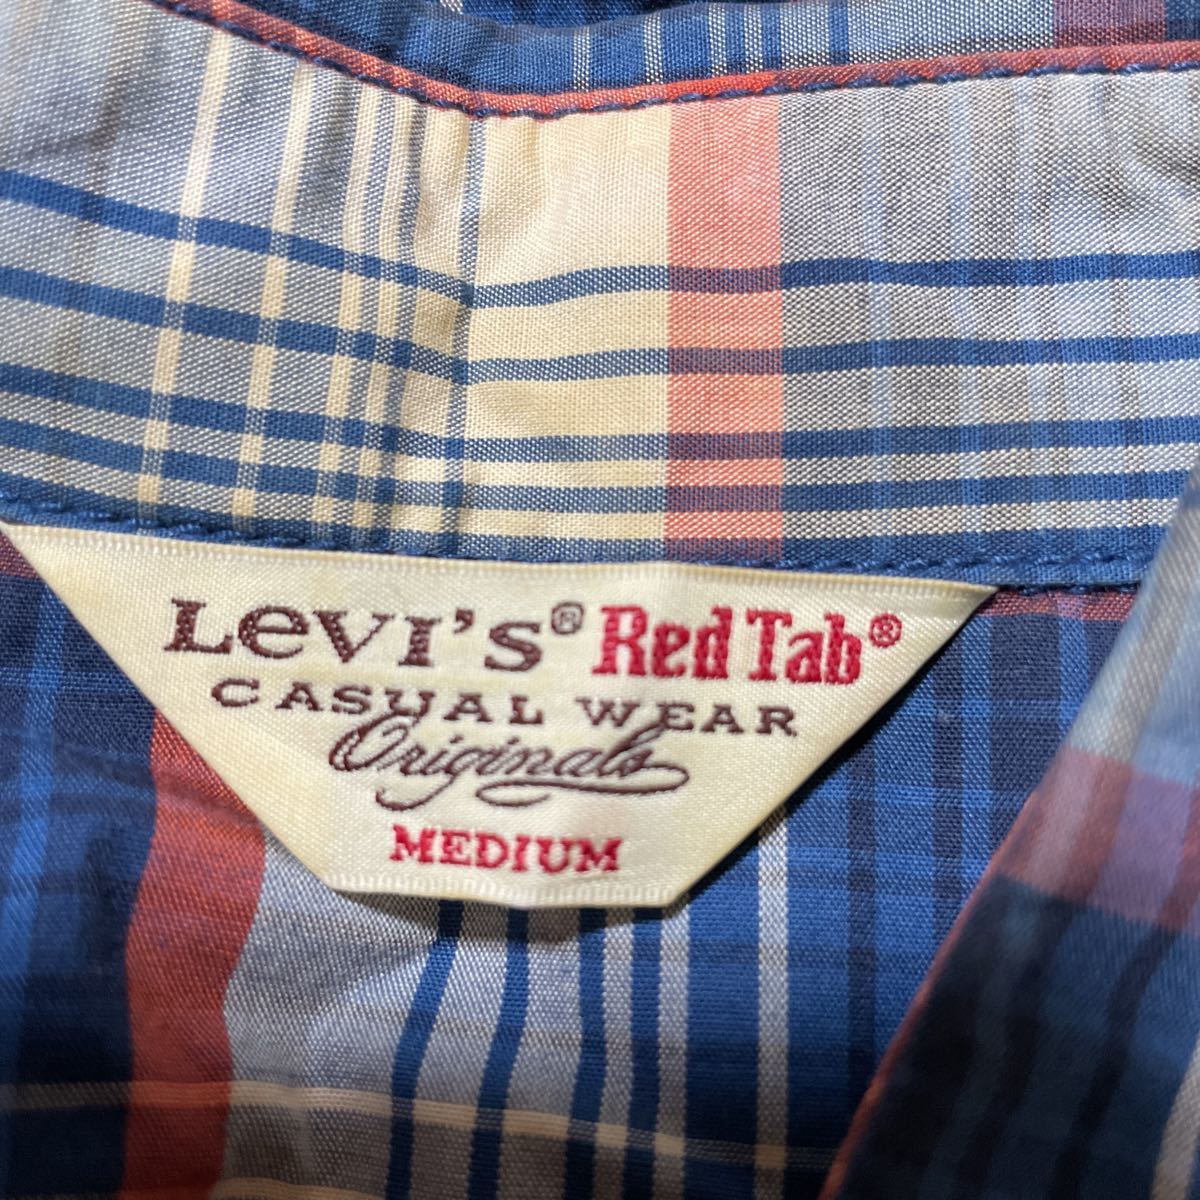 LeVI's® Red Tab®
CASUAL WEAR
Originals
MEDIUM